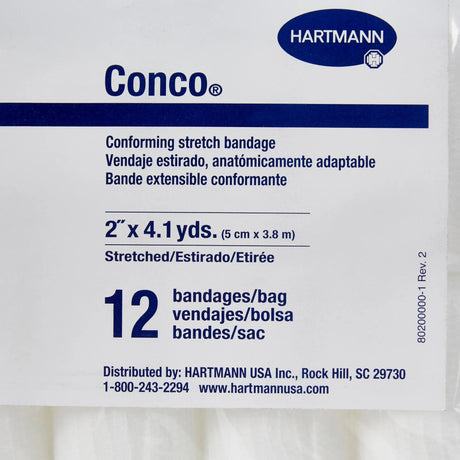 HARTMANN
Conco®
Conforming stretch bandage
Vendaje estirado, anatómicamente adaptable
Bande extensible conformante
2˝ x 4.1 yds. (5 cm x 3.8 m)
Stretched/Estirado/Etirée
12 bandages/bag
vendajes/bolsa
bandes/sac
Distributed by: HARTMANN USA Inc., Rock Hill, SC 29730
1-800-243-2294 www.hartmannusa.com
80200000-1 Rev. 2